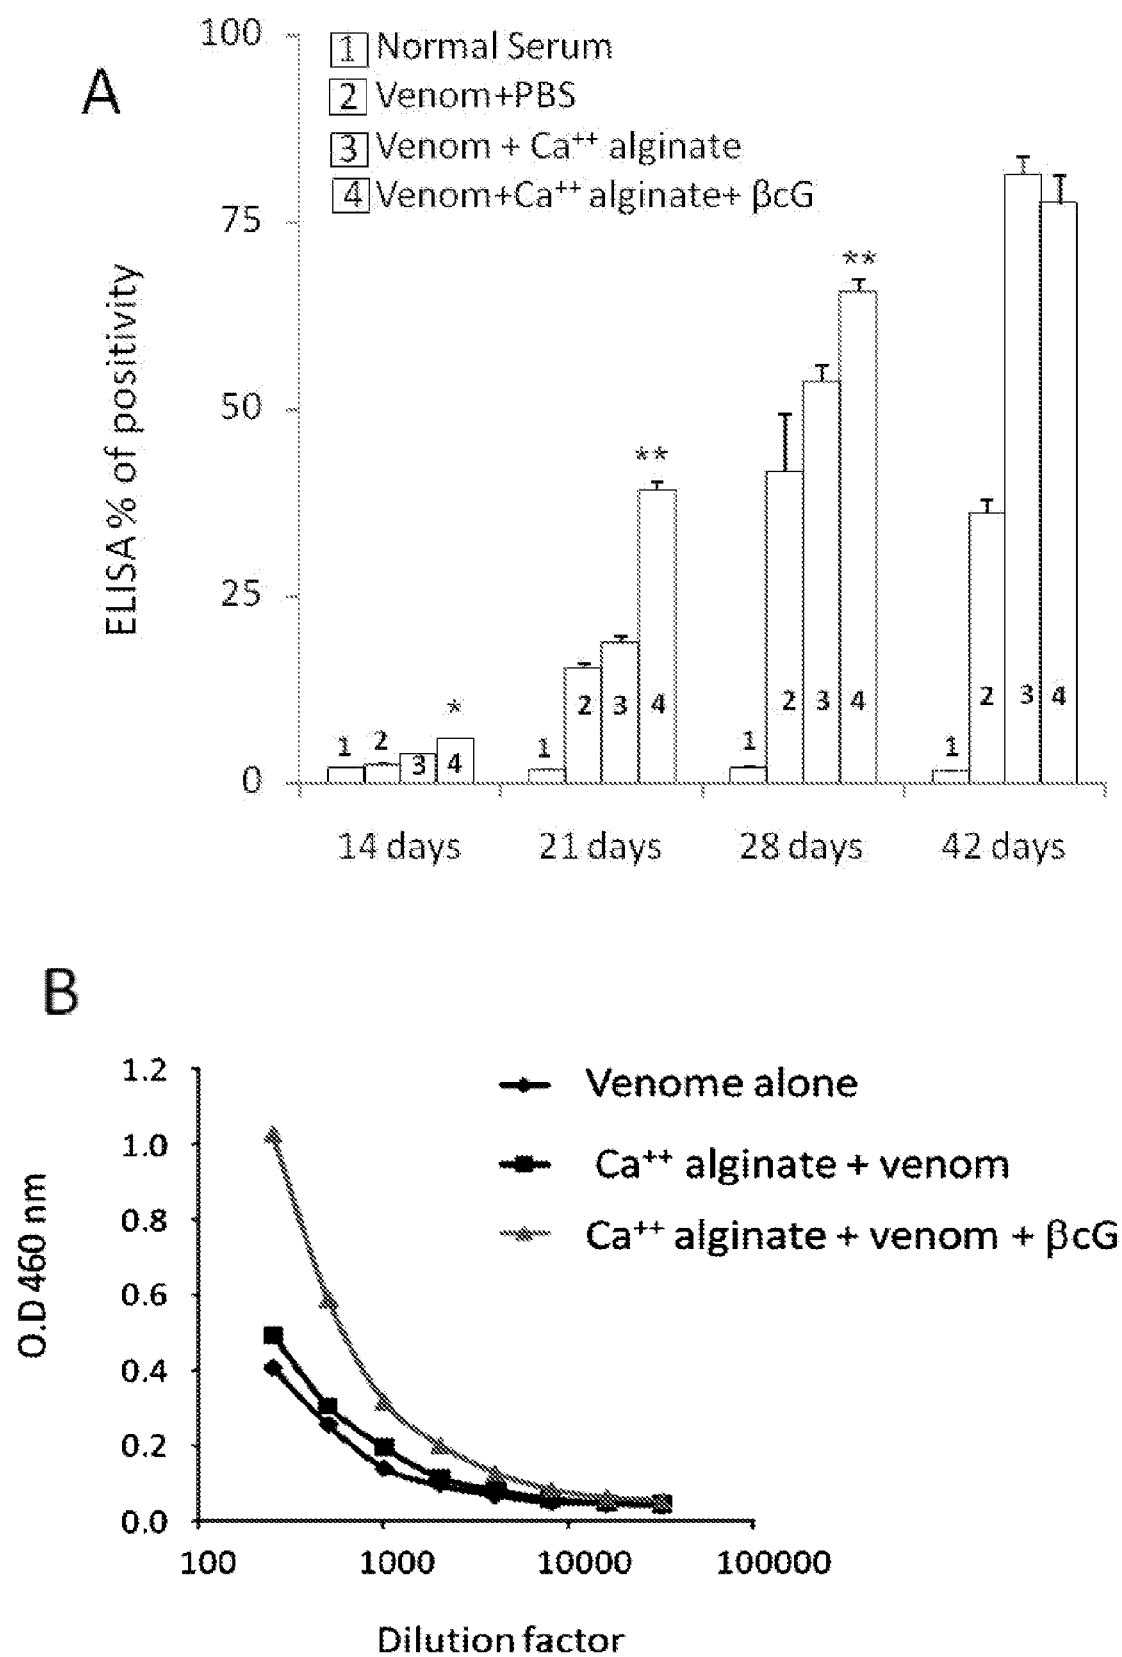 A
100
75
50
25
0
ELISA % of positivity
1 Normal Serum
2 Venom+PBS
3 Venom + Ca++ alginate
4 Venom+Ca++ alginate+ βcG
1 2 3 4 *
1 2 3 4 **
1 2 3 4 **
1 2 3 4
14 days 21 days 28 days 42 days
B
1.2
1.0
0.8
0.6
0.4
0.2
0.0
O.D 460 nm
Venome alone
Ca++ alginate + venom
Ca++ alginate + venom + βcG
100 1000 10000 100000
Dilution factor